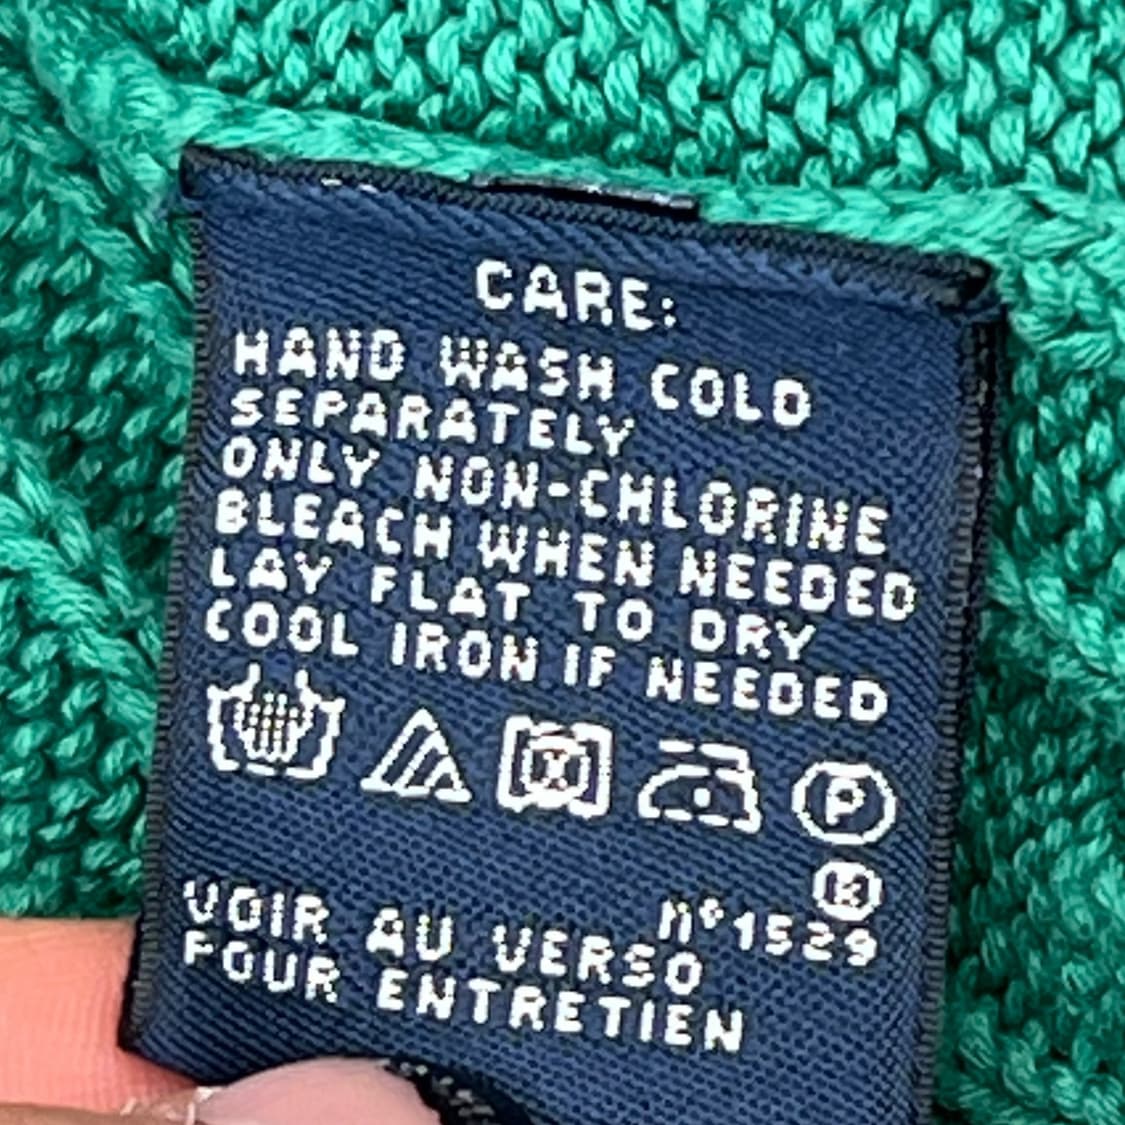 CARE:
HAND WASH COLD
SEPARATELY
ONLY NON-CHLORINE
BLEACH WHEN NEEDED
LAY FLAT TO DRY
COOL IRON IF NEEDED
P
n°1529
VOIR AU VERSO
POUR ENTRETIEN